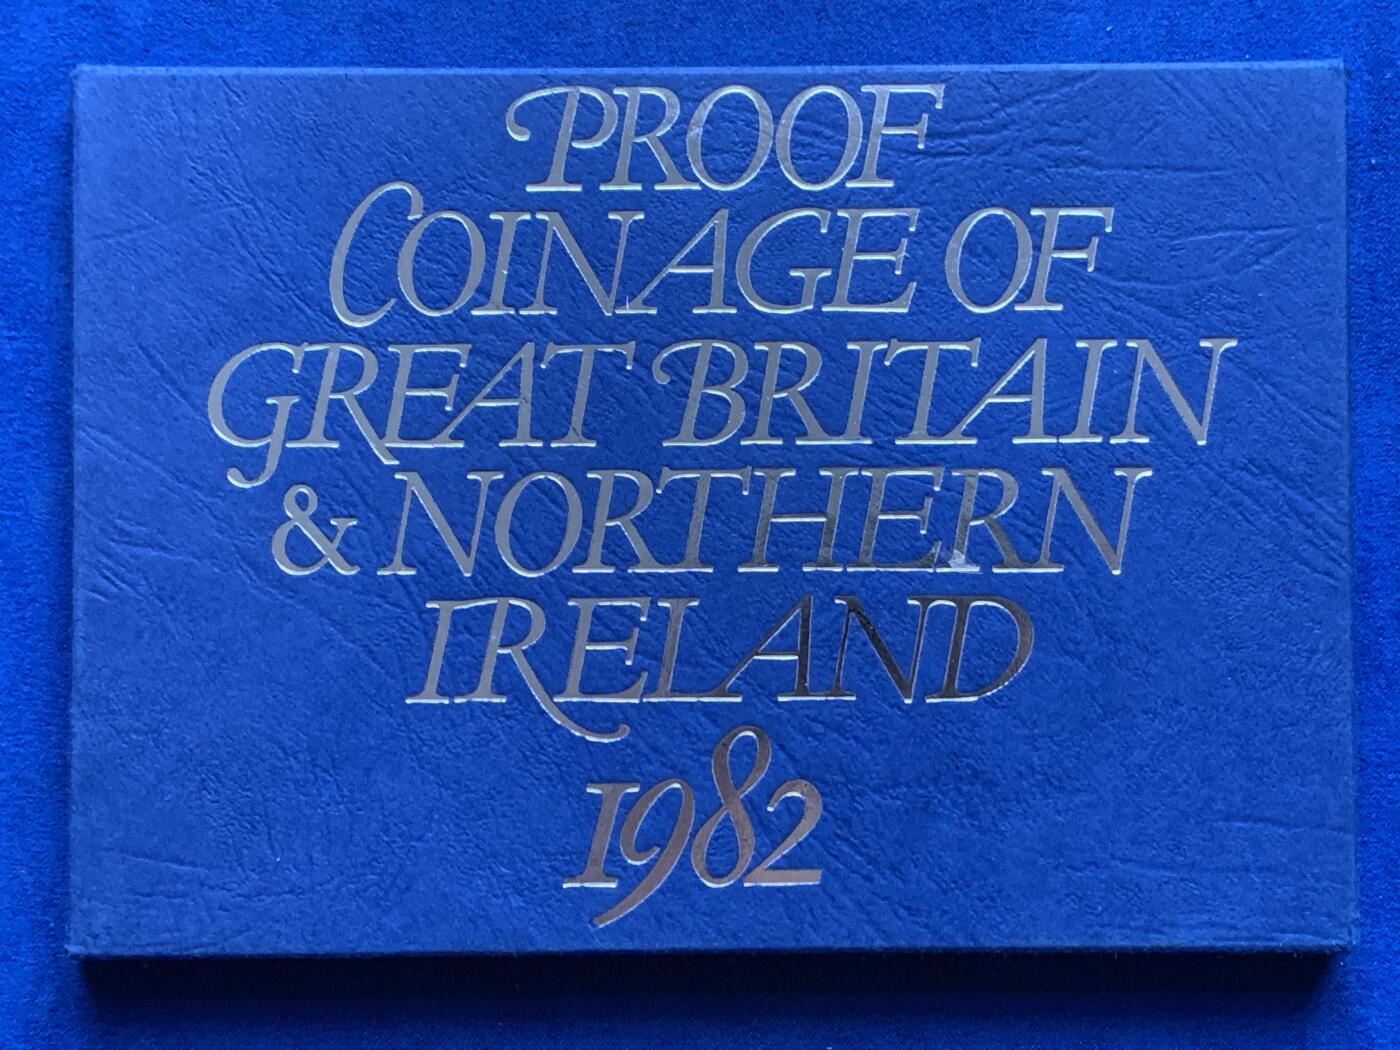 PROOF
COINAGE OF
GREAT BRITAIN
& NORTHERN
IRELAND
1982